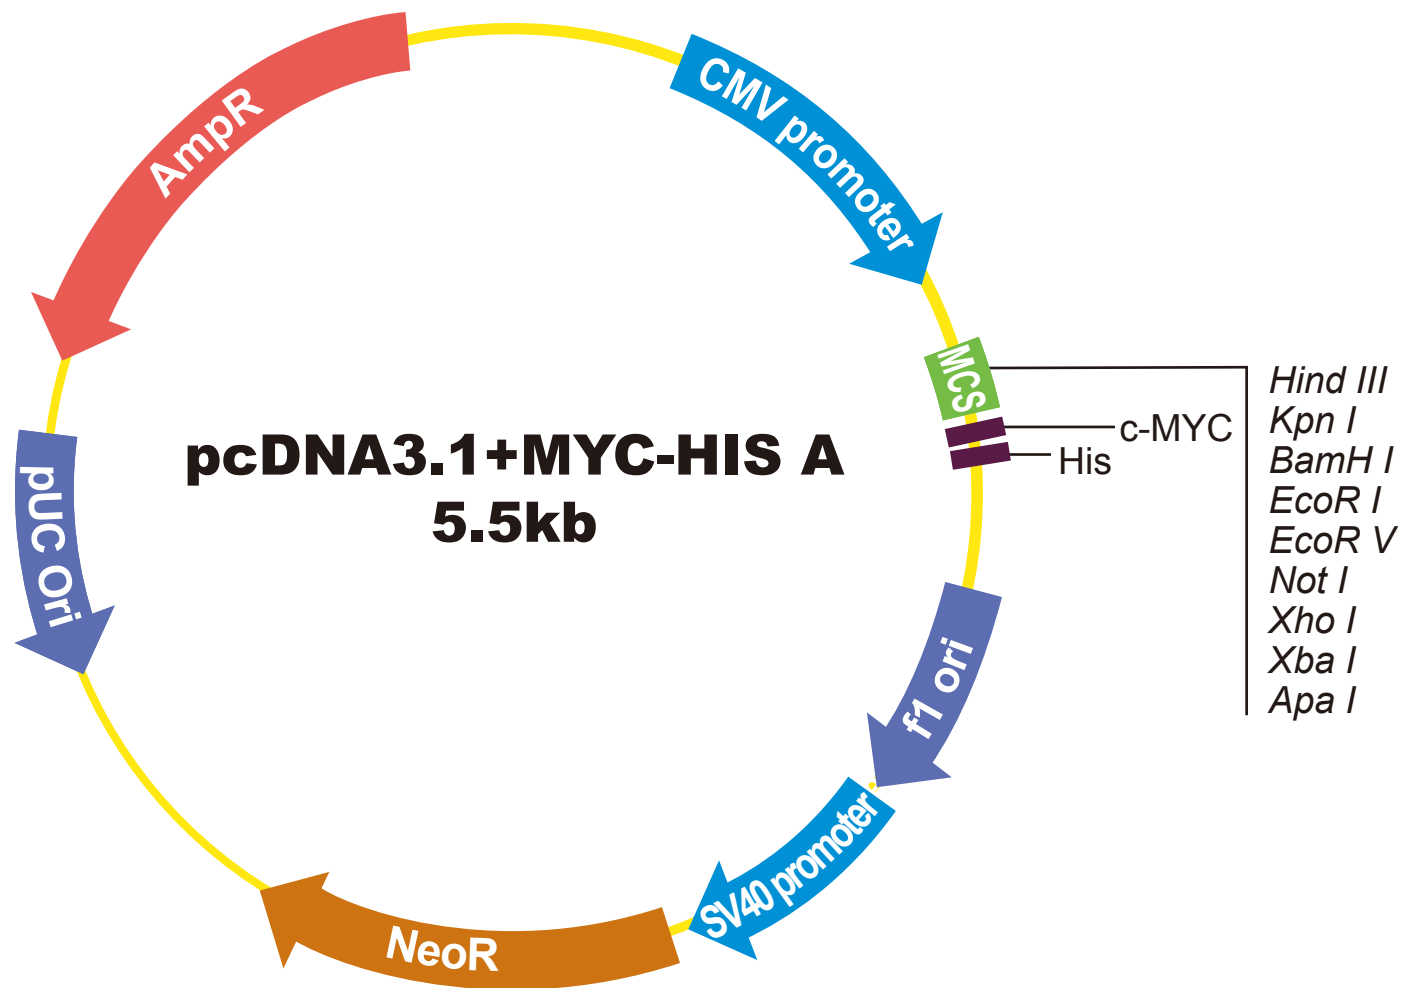 AmpR
CMV promoter
MCS
c-MYC
His
Hind III
Kpn I
BamH I
EcoR I
EcoR V
Not I
Xho I
Xba I
Apa I
pcDNA3.1+MYC-HIS A
5.5kb
pUC Ori
f1 ori
SV40 promoter
NeoR